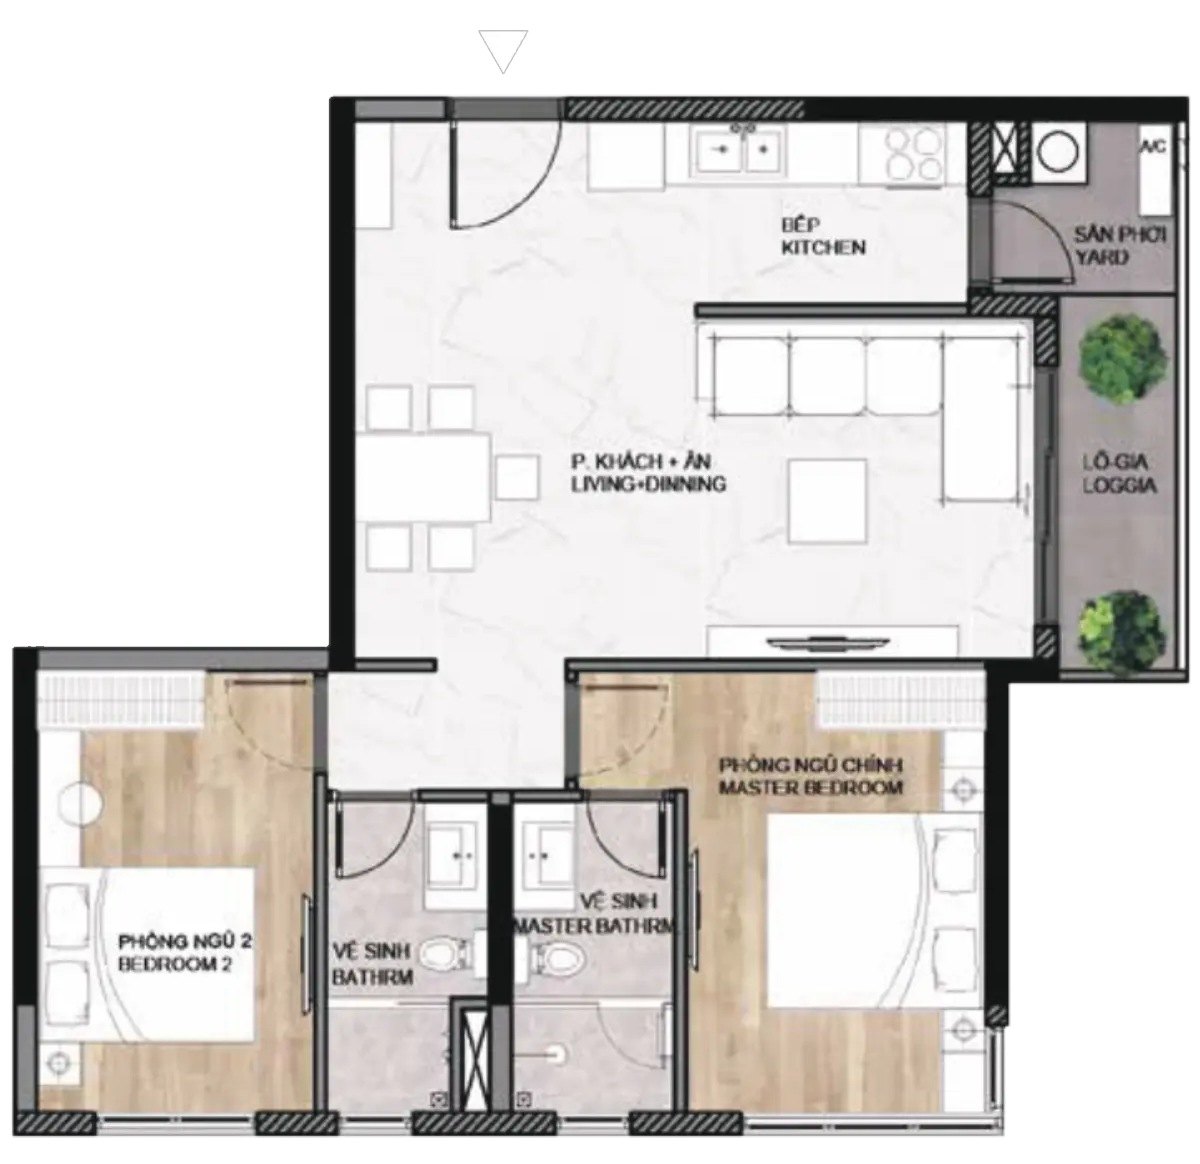 A/C
BẾP
KITCHEN
SÂN PHƠI
YARD
P. KHÁCH + ĂN
LIVING+DINNING
LÔ-GIA
LOGGIA
PHÒNG NGỦ CHÍNH
MASTER BEDROOM
VỆ SINH
MASTER BATHRM
PHÒNG NGỦ 2
BEDROOM 2
VỆ SINH
BATHRM